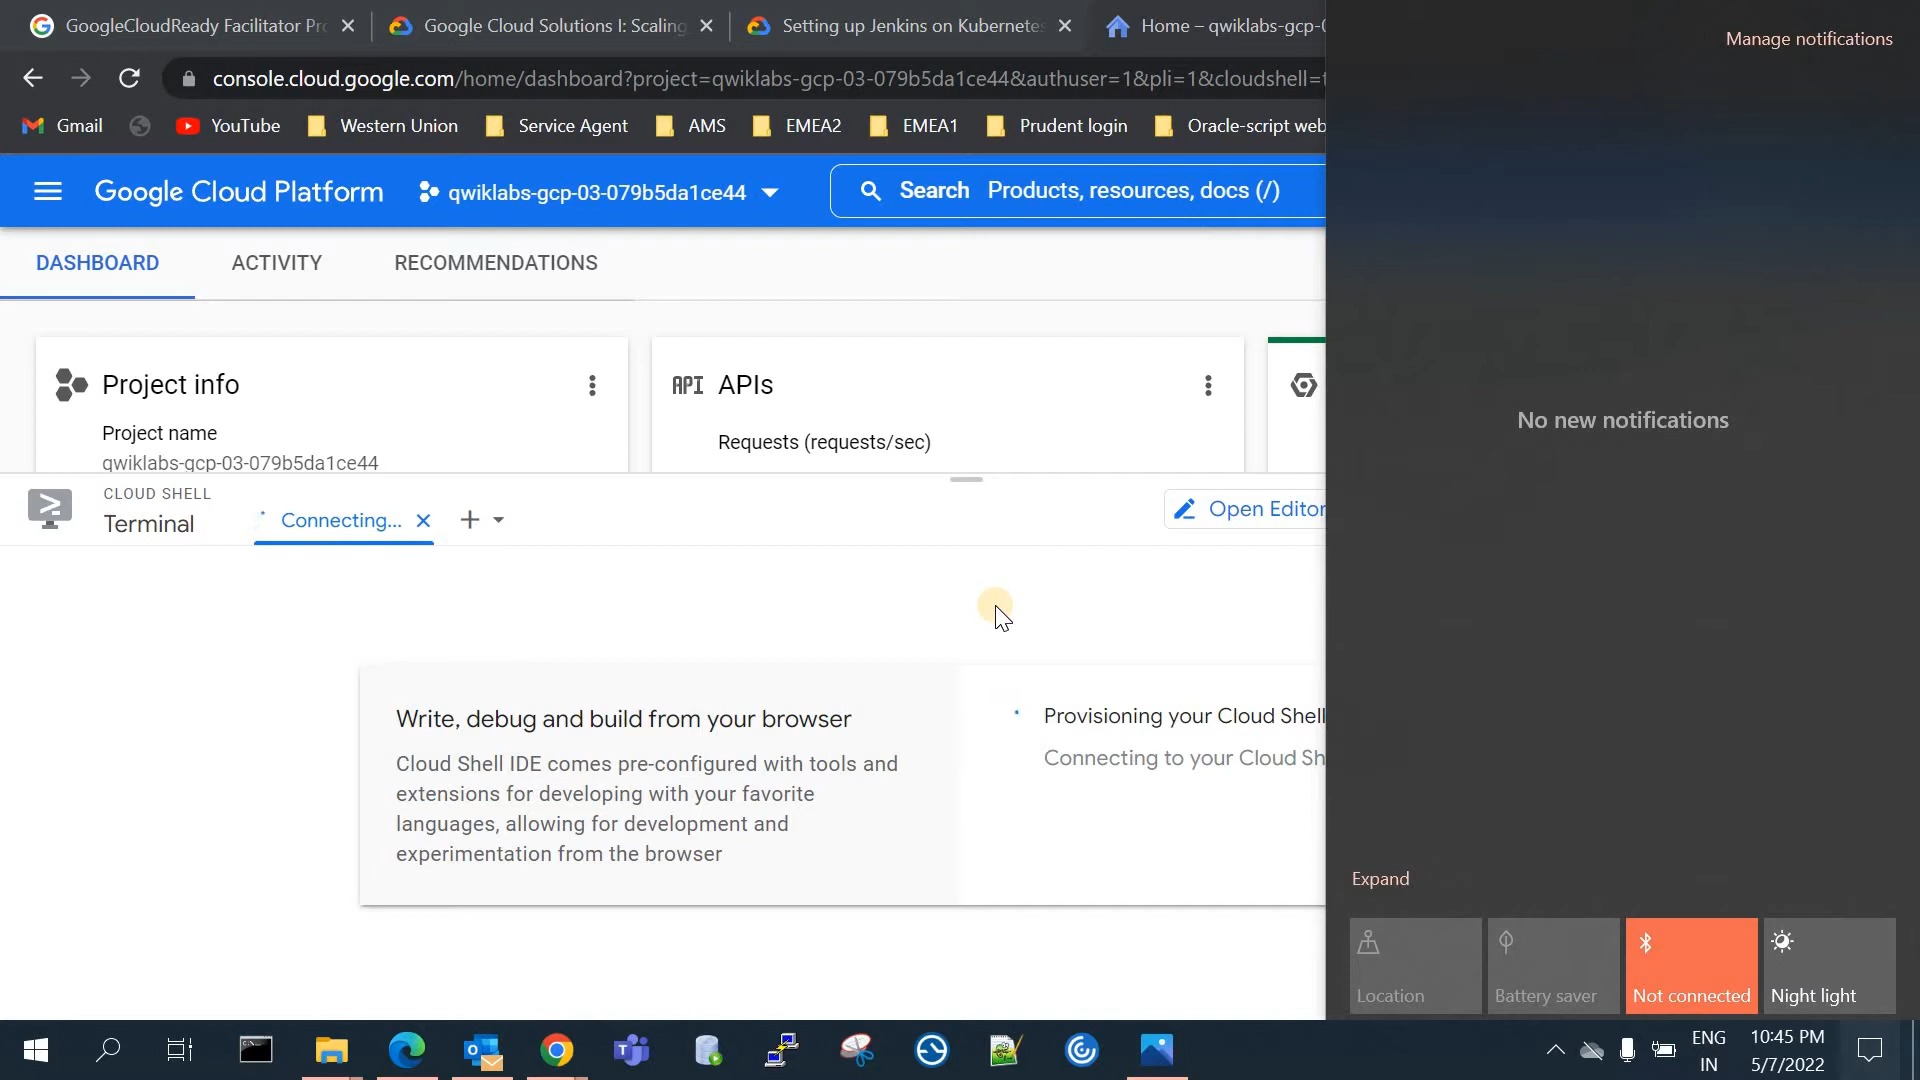 GoogleCloudReady Facilitator Pr
Google Cloud Solutions I: Scaling
Setting up Jenkins on Kubernetes
Home – qwiklabs-gcp-0
Manage notifications
console.cloud.google.com/home/dashboard?project=qwiklabs-gcp-03-079b5da1ce44&authuser=1&pli=1&cloudshell=t
Gmail
YouTube
Western Union
Service Agent
AMS
EMEA2
EMEA1
Prudent login
Oracle-script web
Google Cloud Platform
qwiklabs-gcp-03-079b5da1ce44
Search Products, resources, docs (/)
DASHBOARD
ACTIVITY
RECOMMENDATIONS
Project info
Project name
qwiklabs-gcp-03-079b5da1ce44
API APIs
Requests (requests/sec)
No new notifications
CLOUD SHELL
Terminal
Connecting...
Open Editor
Write, debug and build from your browser
Cloud Shell IDE comes pre-configured with tools and
extensions for developing with your favorite
languages, allowing for development and
experimentation from the browser
Provisioning your Cloud Shell
Connecting to your Cloud Sh
Expand
Location
Battery saver
Not connected
Night light
ENG
IN
10:45 PM
5/7/2022